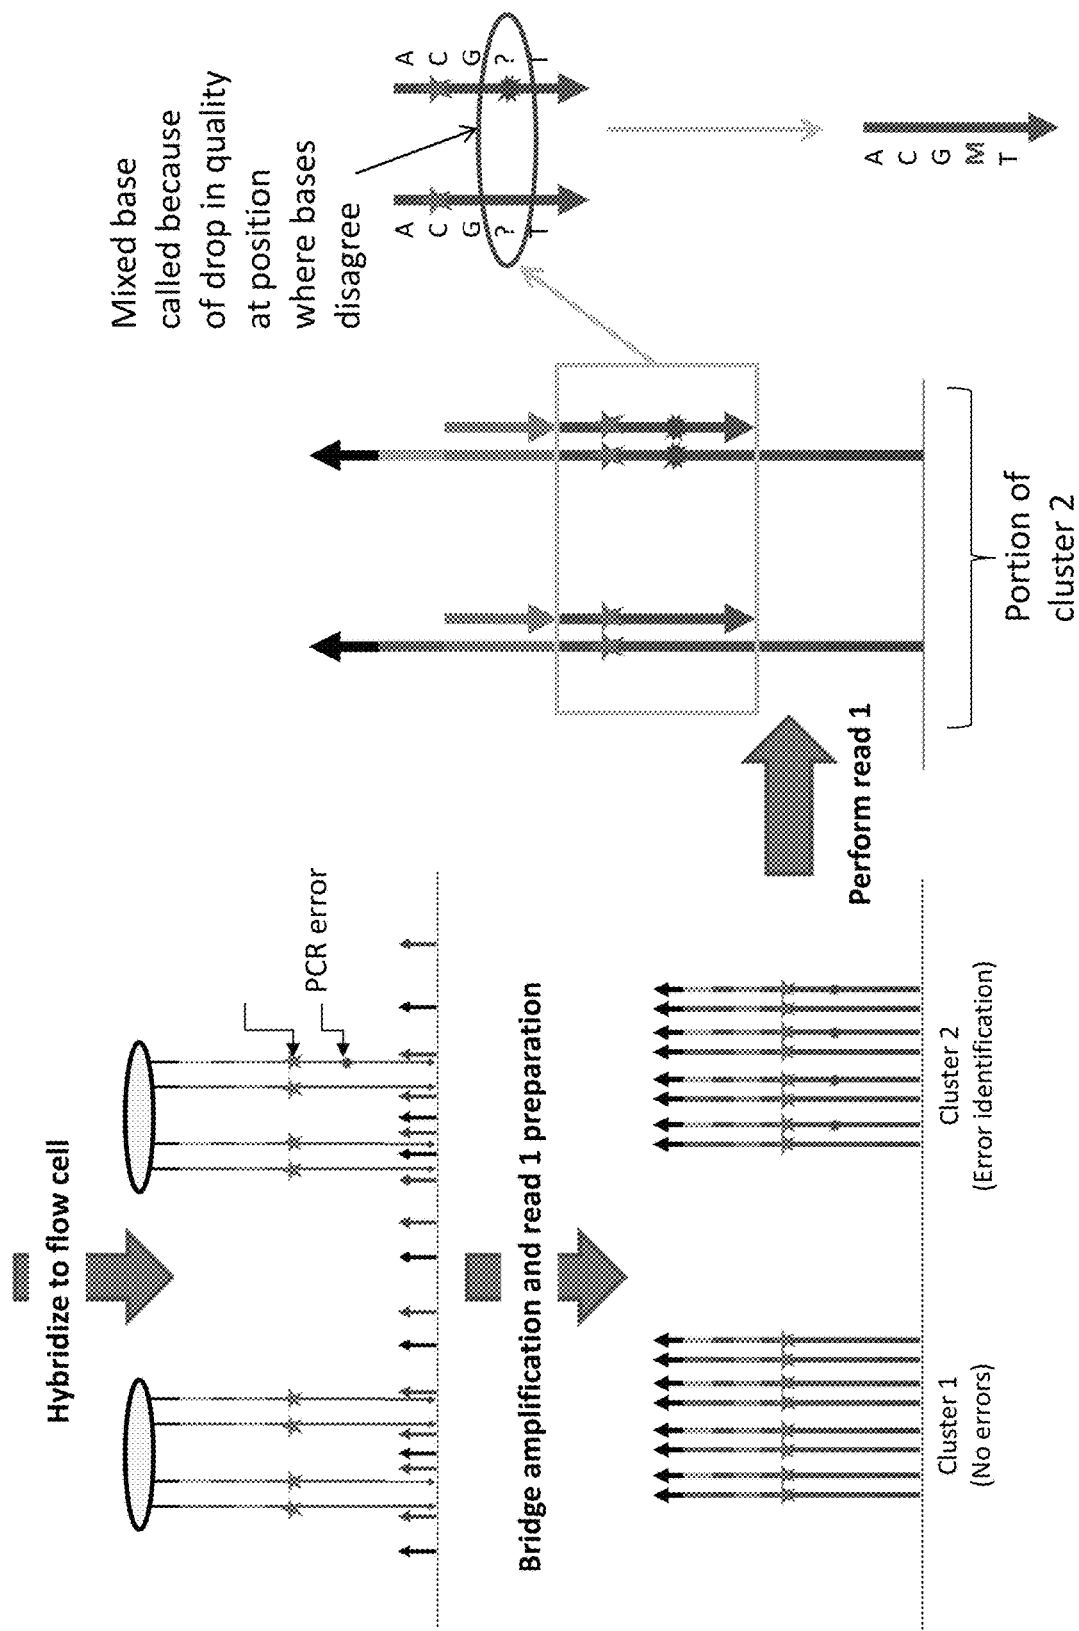 Hybridize to flow cell
PCR error
Bridge amplification and read 1 preparation
Cluster 1
(No errors)
Cluster 2
(Error identification)
Perform read 1
Portion of
cluster 2
Mixed base
called because
of drop in quality
at position
where bases
disagree
A
C
G
?
T
A
C
G
?
T
A
C
G
M
T